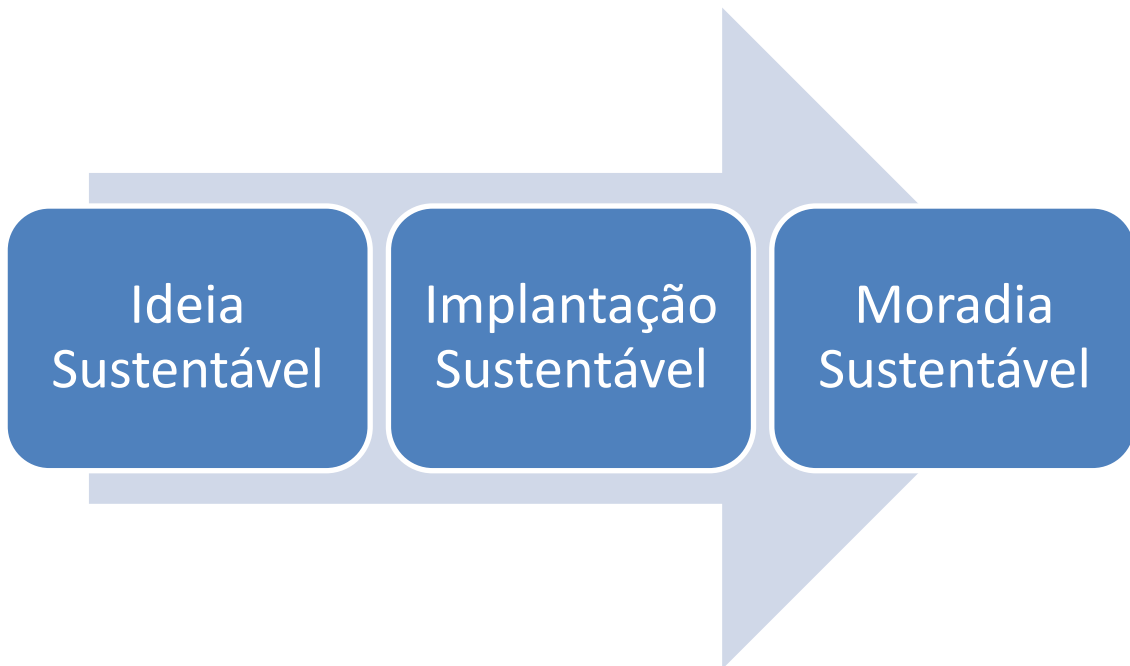 Ideia
Sustentável
Implantação
Sustentável
Moradia
Sustentável